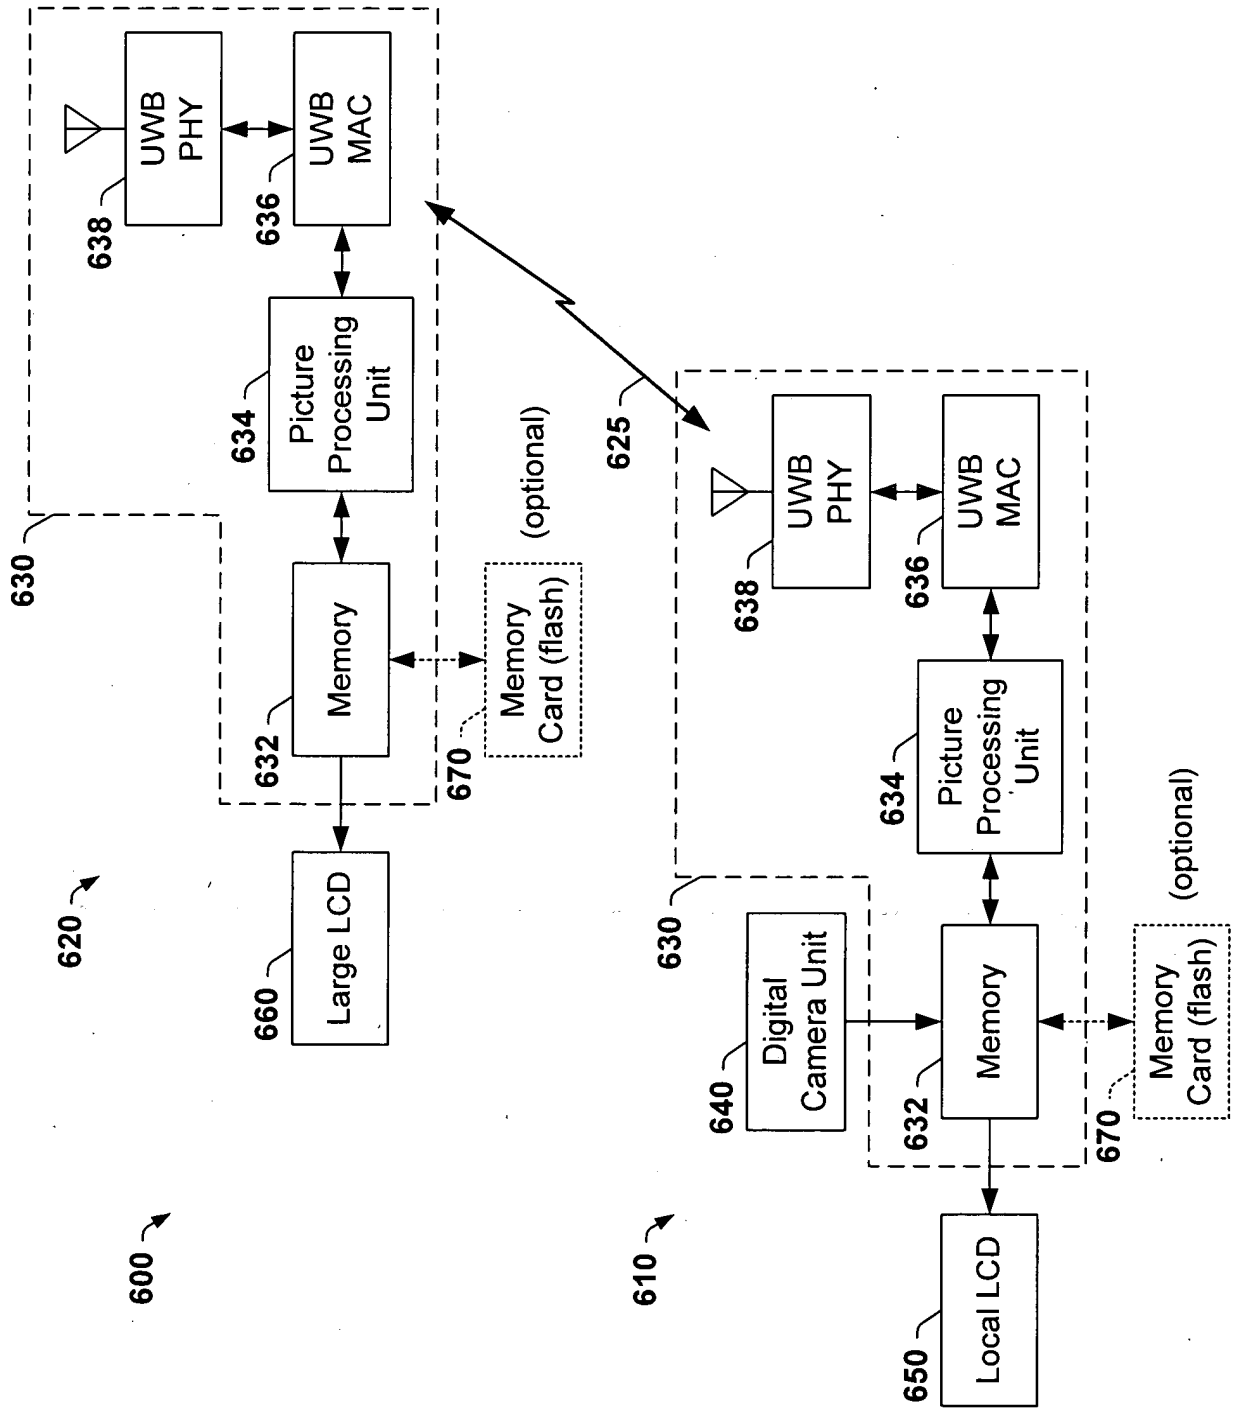 600
620
630
638
UWB
PHY
636
UWB
MAC
634
Picture
Processing
Unit
632
Memory
660
Large LCD
670
Memory
Card (flash)
(optional)
625
610
630
638
UWB
PHY
636
UWB
MAC
634
Picture
Processing
Unit
640
Digital
Camera Unit
632
Memory
650
Local LCD
670
Memory
Card (flash)
(optional)